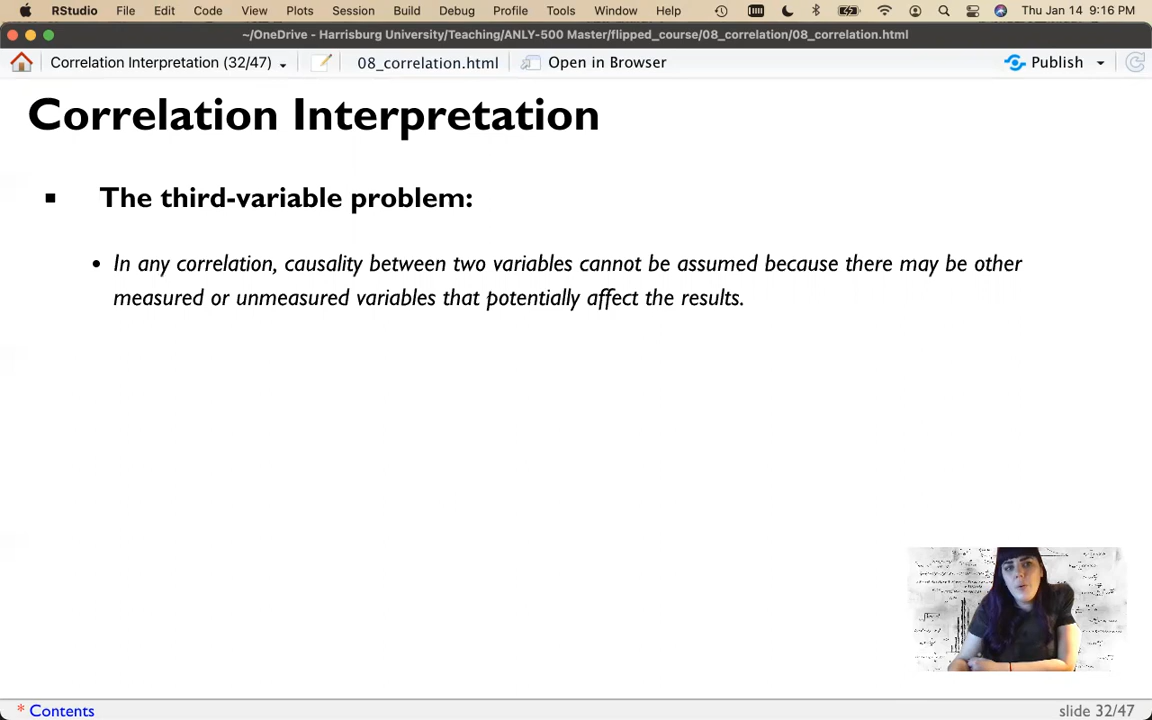 RStudio File Edit Code View Plots Session Build Debug Profile Tools Window Help Thu Jan 14 9:16 PM
~/OneDrive - Harrisburg University/Teaching/ANLY-500 Master/flipped_course/08_correlation/08_correlation.html
Correlation Interpretation (32/47) 08_correlation.html Open in Browser Publish
Correlation Interpretation
The third-variable problem:
In any correlation, causality between two variables cannot be assumed because there may be other
measured or unmeasured variables that potentially affect the results.
* Contents slide 32/47